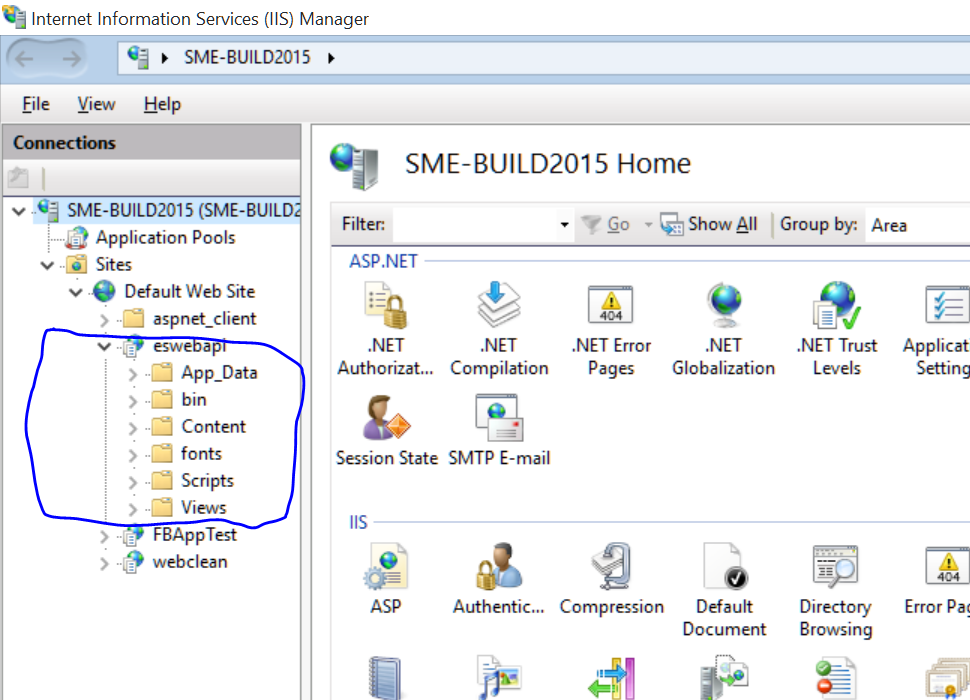 Internet Information Services (IIS) Manager
SME-BUILD2015
File View Help
Connections
SME-BUILD2015 (SME-BUILD2
Application Pools
Sites
Default Web Site
aspnet_client
eswebapi
App_Data
bin
Content
fonts
Scripts
Views
FBAppTest
webclean
SME-BUILD2015 Home
Filter: Go Show All Group by: Area
ASP.NET
.NET Authorizat...
.NET Compilation
404
.NET Error Pages
.NET Globalization
.NET Trust Levels
Applicat
Setting
Session State
SMTP E-mail
IIS
ASP
Authentic...
Compression
Default Document
Directory Browsing
404
Error Pag